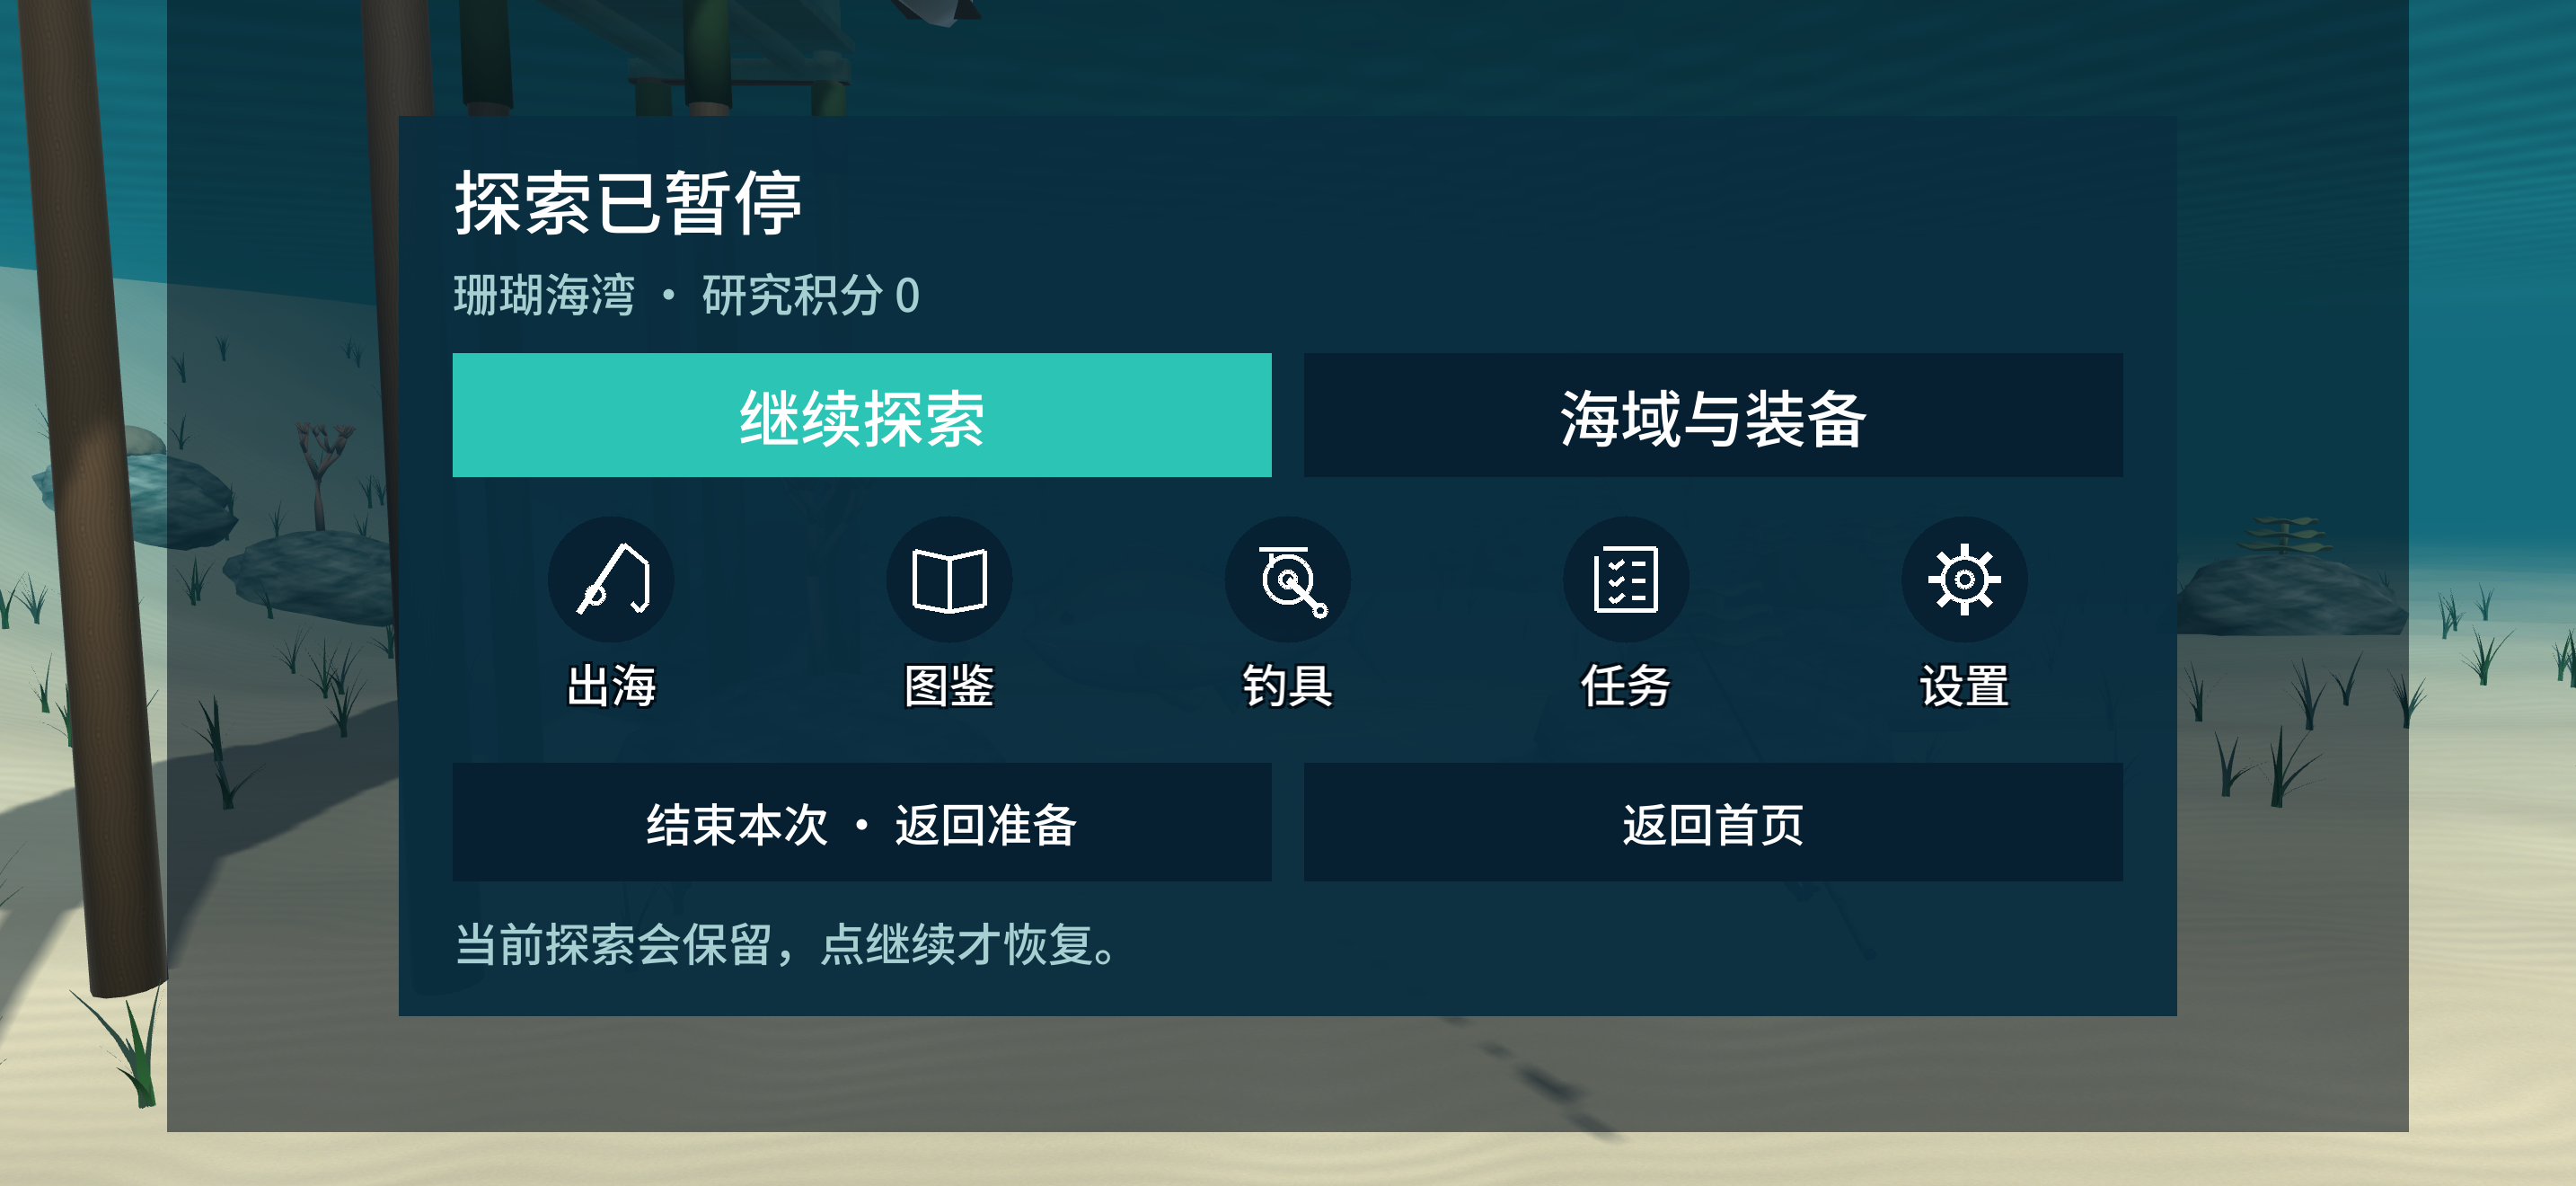 探索已暂停
珊瑚海湾 · 研究积分 0
继续探索
海域与装备
出海
图鉴
钓具
任务
设置
结束本次 · 返回准备
返回首页
当前探索会保留，点继续才恢复。